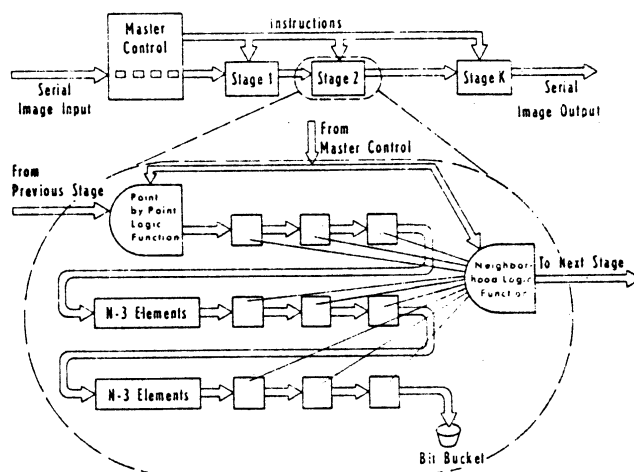 instructions
Master
Control
Stage 1
Stage 2
Stage K
Serial
Image Input
Serial
Image Output
From
Master Control
From
Previous Stage
Point
by Point
Logic
Function
Neighbor-
hood Logic
Function
To Next Stage
N-3 Elements
N-3 Elements
Bit Bucket